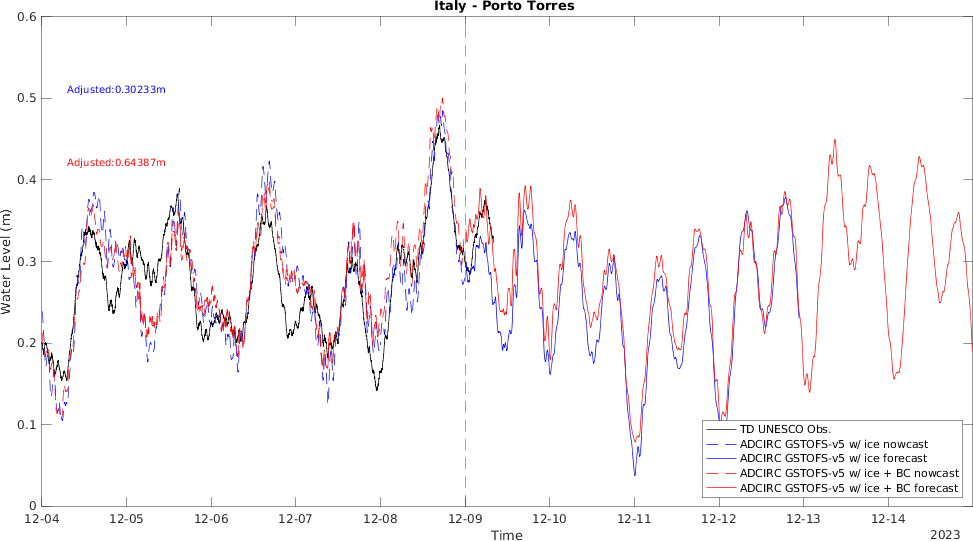 Italy - Porto Torres
0.6
0.5
0.4
0.3
0.2
0.1
0
Water Level (m)
Adjusted:0.30233m
Adjusted:0.64387m
TD UNESCO Obs.
ADCIRC GSTOFS-v5 w/ ice nowcast
ADCIRC GSTOFS-v5 w/ ice forecast
ADCIRC GSTOFS-v5 w/ ice + BC nowcast
ADCIRC GSTOFS-v5 w/ ice + BC forecast
12-04 12-05 12-06 12-07 12-08 12-09 12-10 12-11 12-12 12-13 12-14
Time
2023